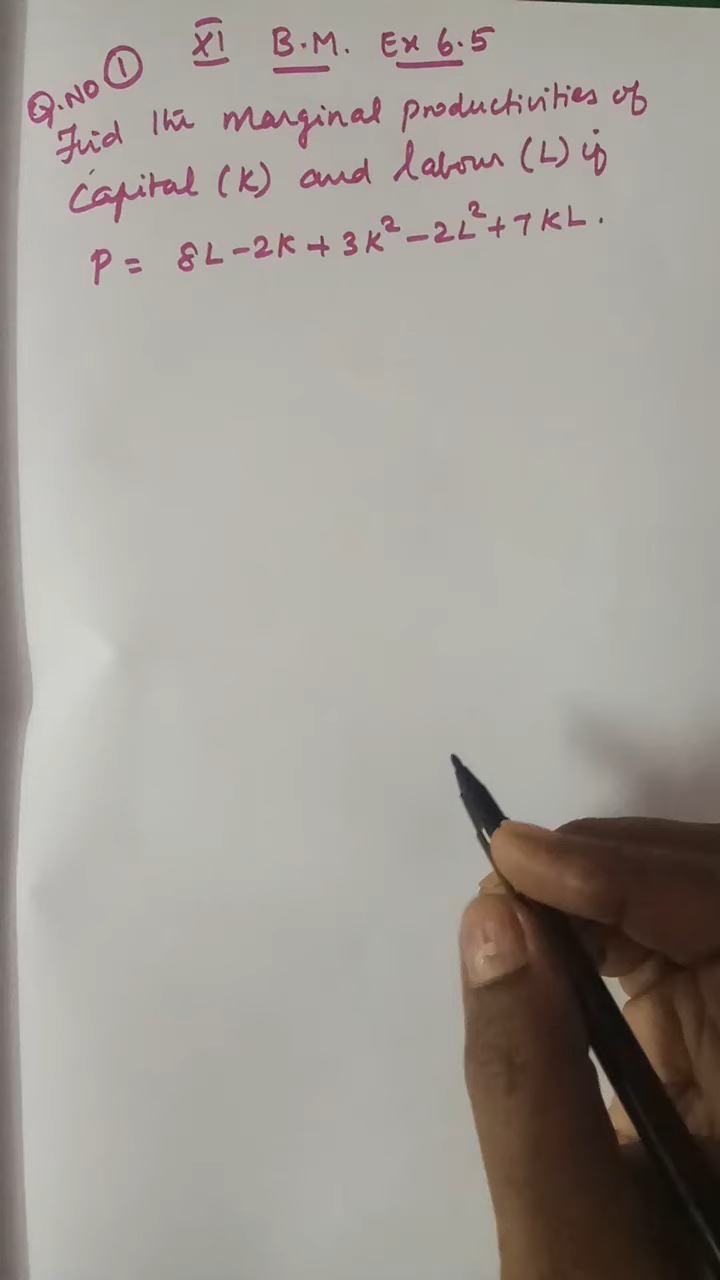 XI B.M. Ex 6.5
Q.NO 1
Find the marginal productivities of
Capital (K) and labour (L) if
P = 8L - 2K + 3K² - 2L² + 7KL.